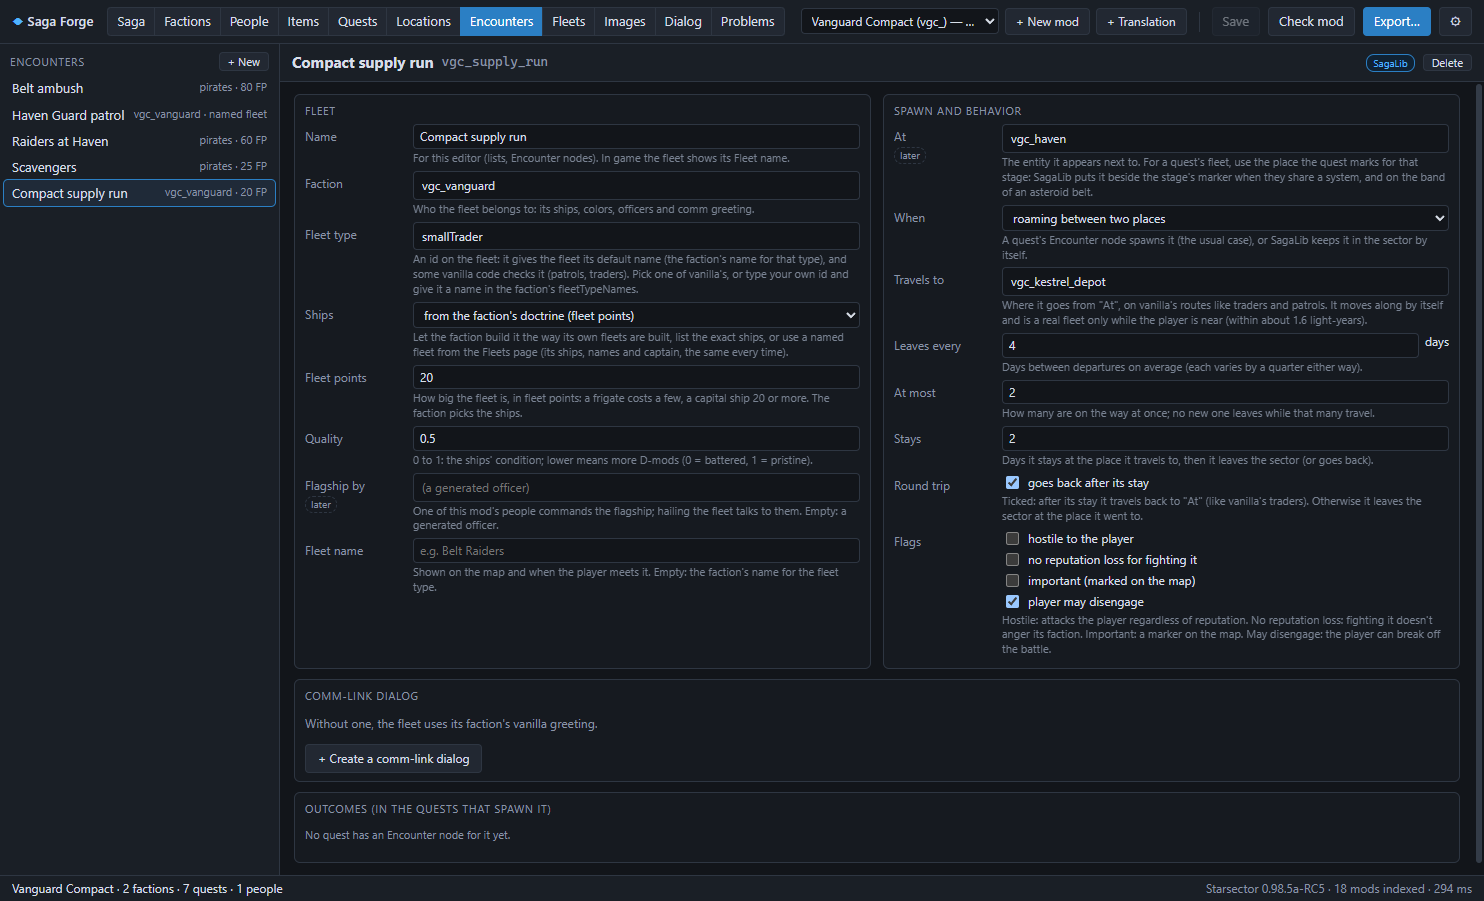 Saga Forge
Saga
Factions
People
Items
Quests
Locations
Encounters
Fleets
Images
Dialog
Problems
Vanguard Compact (vgc_) — ...
+ New mod
+ Translation
Save
Check mod
Export...
ENCOUNTERS
+ New
Belt ambush
pirates · 80 FP
Haven Guard patrol
vgc_vanguard · named fleet
Raiders at Haven
pirates · 60 FP
Scavengers
pirates · 25 FP
Compact supply run
vgc_vanguard · 20 FP
Compact supply run vgc_supply_run
SagaLib
Delete
FLEET
Name
Compact supply run
For this editor (lists, Encounter nodes). In game the fleet shows its Fleet name.
Faction
vgc_vanguard
Who the fleet belongs to: its ships, colors, officers and comm greeting.
Fleet type
smallTrader
An id on the fleet: it gives the fleet its default name (the faction's name for that type), and
some vanilla code checks it (patrols, traders). Pick one of vanilla's, or type your own id and
give it a name in the faction's fleetTypeNames.
Ships
from the faction's doctrine (fleet points)
Let the faction build it the way its own fleets are built, list the exact ships, or use a named
fleet from the Fleets page (its ships, names and captain, the same every time).
Fleet points
20
How big the fleet is, in fleet points: a frigate costs a few, a capital ship 20 or more. The
faction picks the ships.
Quality
0.5
0 to 1: the ships' condition; lower means more D-mods (0 = battered, 1 = pristine).
Flagship by
later
(a generated officer)
One of this mod's people commands the flagship; hailing the fleet talks to them. Empty: a
generated officer.
Fleet name
e.g. Belt Raiders
Shown on the map and when the player meets it. Empty: the faction's name for the fleet
type.
SPAWN AND BEHAVIOR
At
later
vgc_haven
The entity it appears next to. For a quest's fleet, use the place the quest marks for that
stage: SagaLib puts it beside the stage's marker when they share a system, and on the band
of an asteroid belt.
When
roaming between two places
A quest's Encounter node spawns it (the usual case), or SagaLib keeps it in the sector by
itself.
Travels to
vgc_kestrel_depot
Where it goes from "At", on vanilla's routes like traders and patrols. It moves along by itself
and is a real fleet only while the player is near (within about 1.6 light-years).
Leaves every
4
days
Days between departures on average (each varies by a quarter either way).
At most
2
How many are on the way at once; no new one leaves while that many travel.
Stays
2
Days it stays at the place it travels to, then it leaves the sector (or goes back).
Round trip
goes back after its stay
Ticked: after its stay it travels back to "At" (like vanilla's traders). Otherwise it leaves the
sector at the place it went to.
Flags
hostile to the player
no reputation loss for fighting it
important (marked on the map)
player may disengage
Hostile: attacks the player regardless of reputation. No reputation loss: fighting it doesn't
anger its faction. Important: a marker on the map. May disengage: the player can break off
the battle.
COMM-LINK DIALOG
Without one, the fleet uses its faction's vanilla greeting.
+ Create a comm-link dialog
OUTCOMES (IN THE QUESTS THAT SPAWN IT)
No quest has an Encounter node for it yet.
Vanguard Compact · 2 factions · 7 quests · 1 people
Starsector 0.98.5a-RC5 · 18 mods indexed · 294 ms